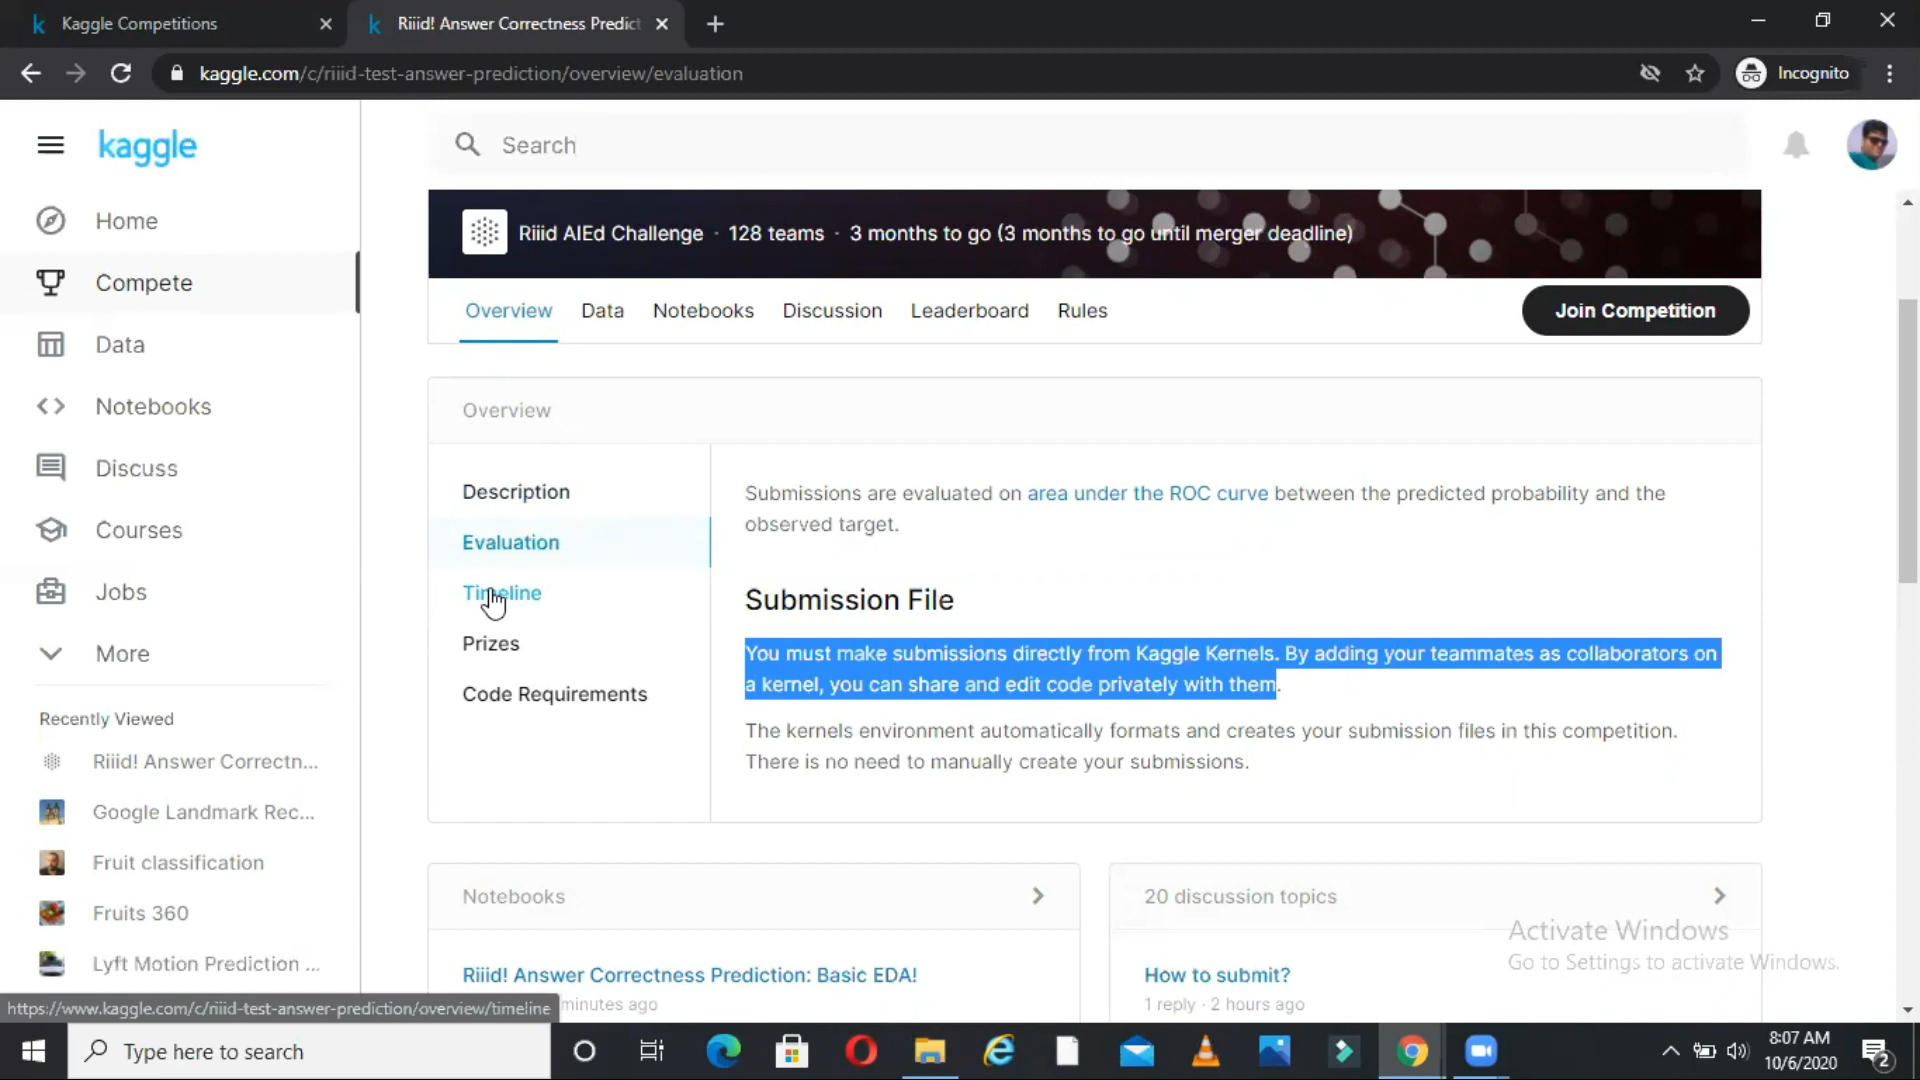 Kaggle Competitions
Riiid! Answer Correctness Predict
kaggle.com/c/riiid-test-answer-prediction/overview/evaluation
Incognito
kaggle
Search
Home
Compete
Data
Notebooks
Discuss
Courses
Jobs
More
Recently Viewed
Riiid! Answer Correctn...
Google Landmark Rec...
Fruit classification
Fruits 360
Lyft Motion Prediction ...
Riiid AIEd Challenge · 128 teams · 3 months to go (3 months to go until merger deadline)
Overview Data Notebooks Discussion Leaderboard Rules
Join Competition
Overview
Description
Evaluation
Timeline
Prizes
Code Requirements
Submissions are evaluated on area under the ROC curve between the predicted probability and the
observed target.
Submission File
You must make submissions directly from Kaggle Kernels. By adding your teammates as collaborators on
a kernel, you can share and edit code privately with them.
The kernels environment automatically formats and creates your submission files in this competition.
There is no need to manually create your submissions.
Notebooks
Riiid! Answer Correctness Prediction: Basic EDA!
minutes ago
20 discussion topics
How to submit?
1 reply · 2 hours ago
Activate Windows
Go to Settings to activate Windows.
https://www.kaggle.com/c/riiid-test-answer-prediction/overview/timeline
Type here to search
8:07 AM
10/6/2020
2